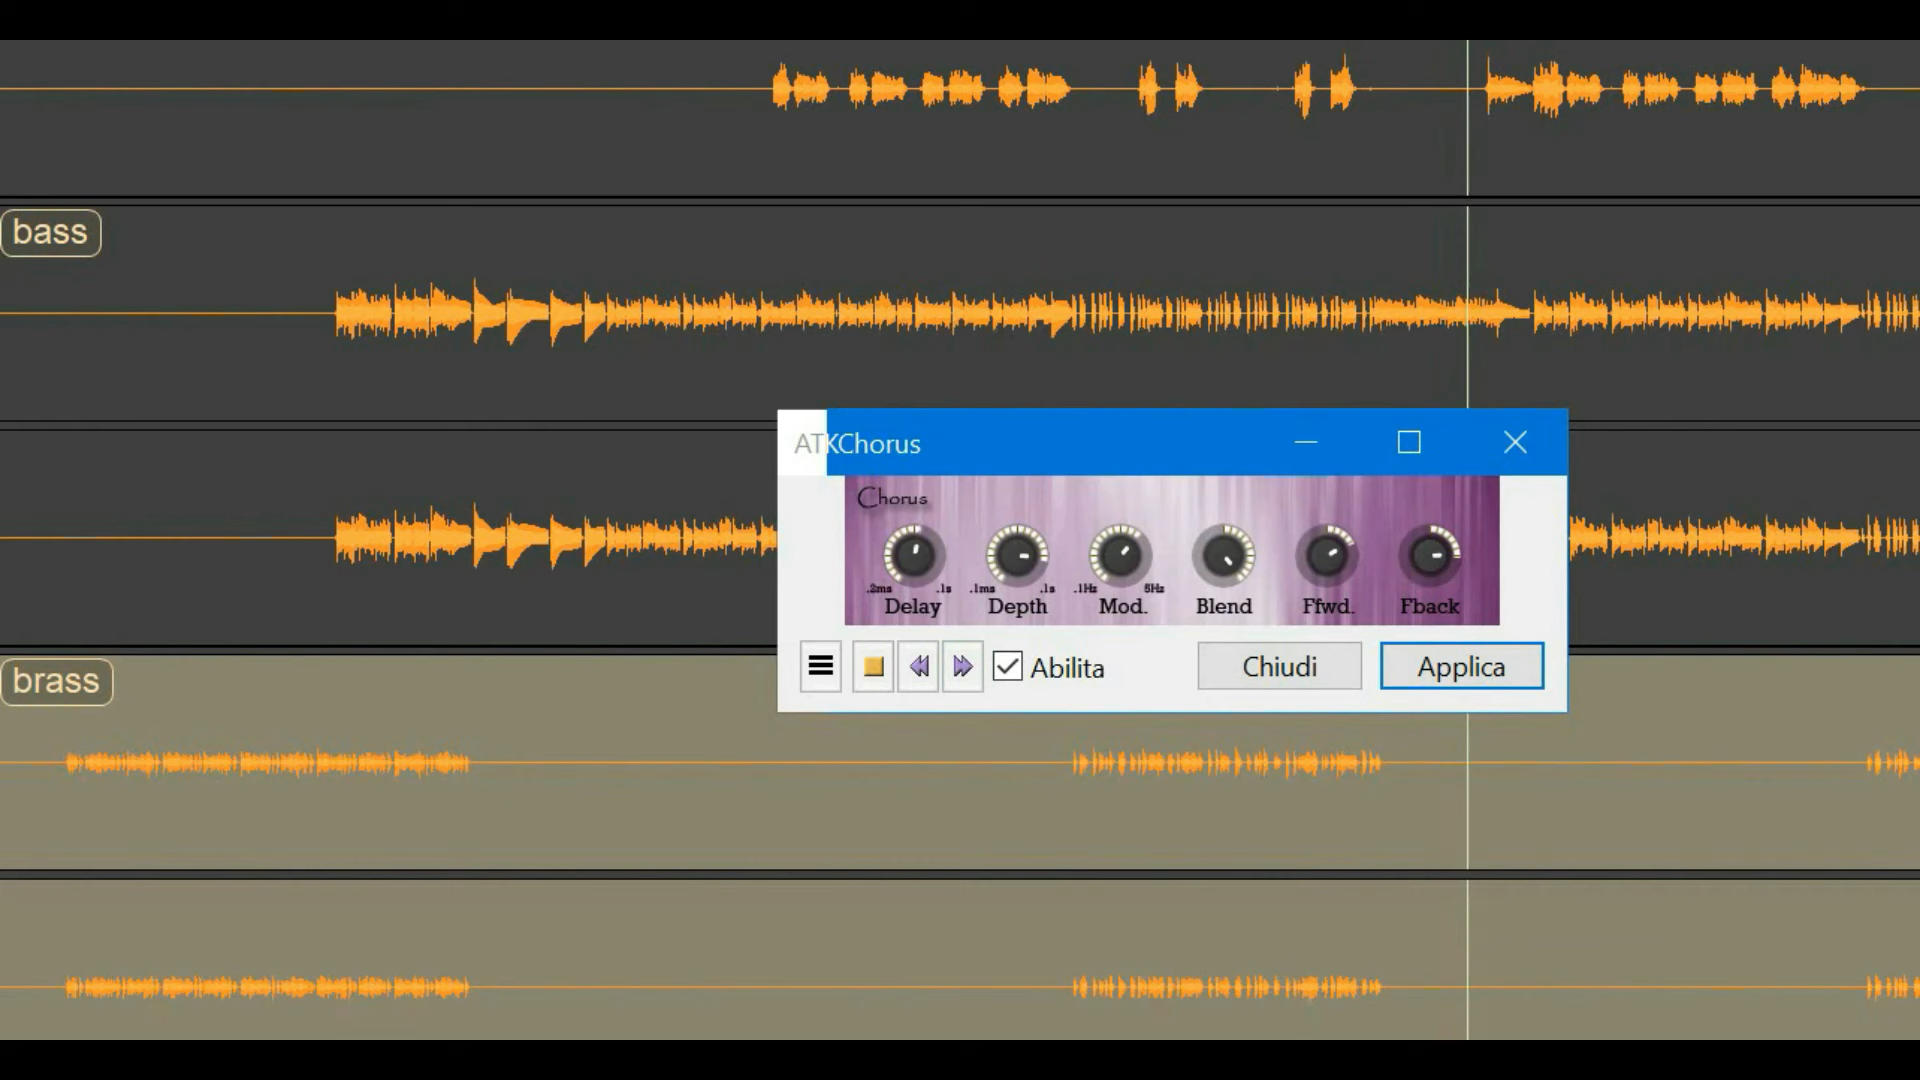 bass
ATKChorus
Chorus
.2ms .1s .1ms .1s .1Hz 5Hz
Delay Depth Mod. Blend Ffwd. Fback
Abilita Chiudi Applica
brass